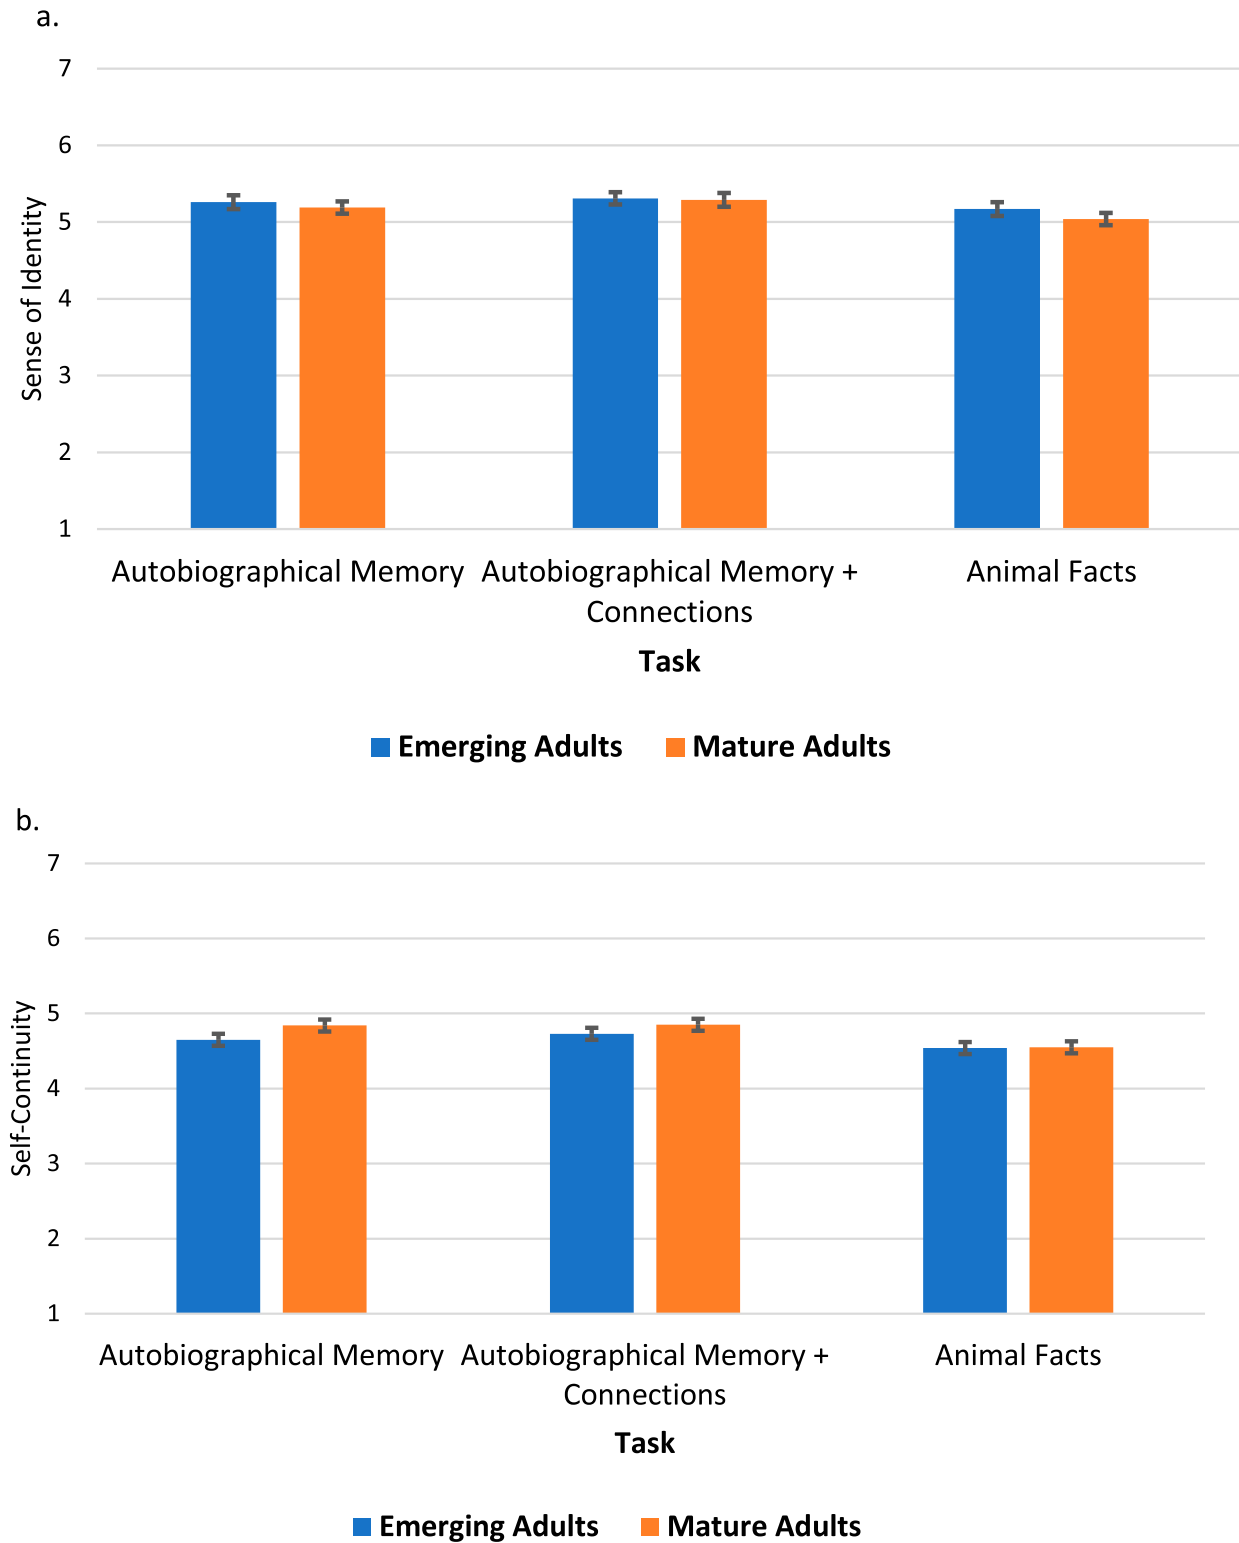 a.
7
6
5
4
3
2
1
Sense of Identity
Autobiographical Memory
Autobiographical Memory +
Connections
Animal Facts
Task
Emerging Adults
Mature Adults
b.
7
6
5
4
3
2
1
Self-Continuity
Autobiographical Memory
Autobiographical Memory +
Connections
Animal Facts
Task
Emerging Adults
Mature Adults